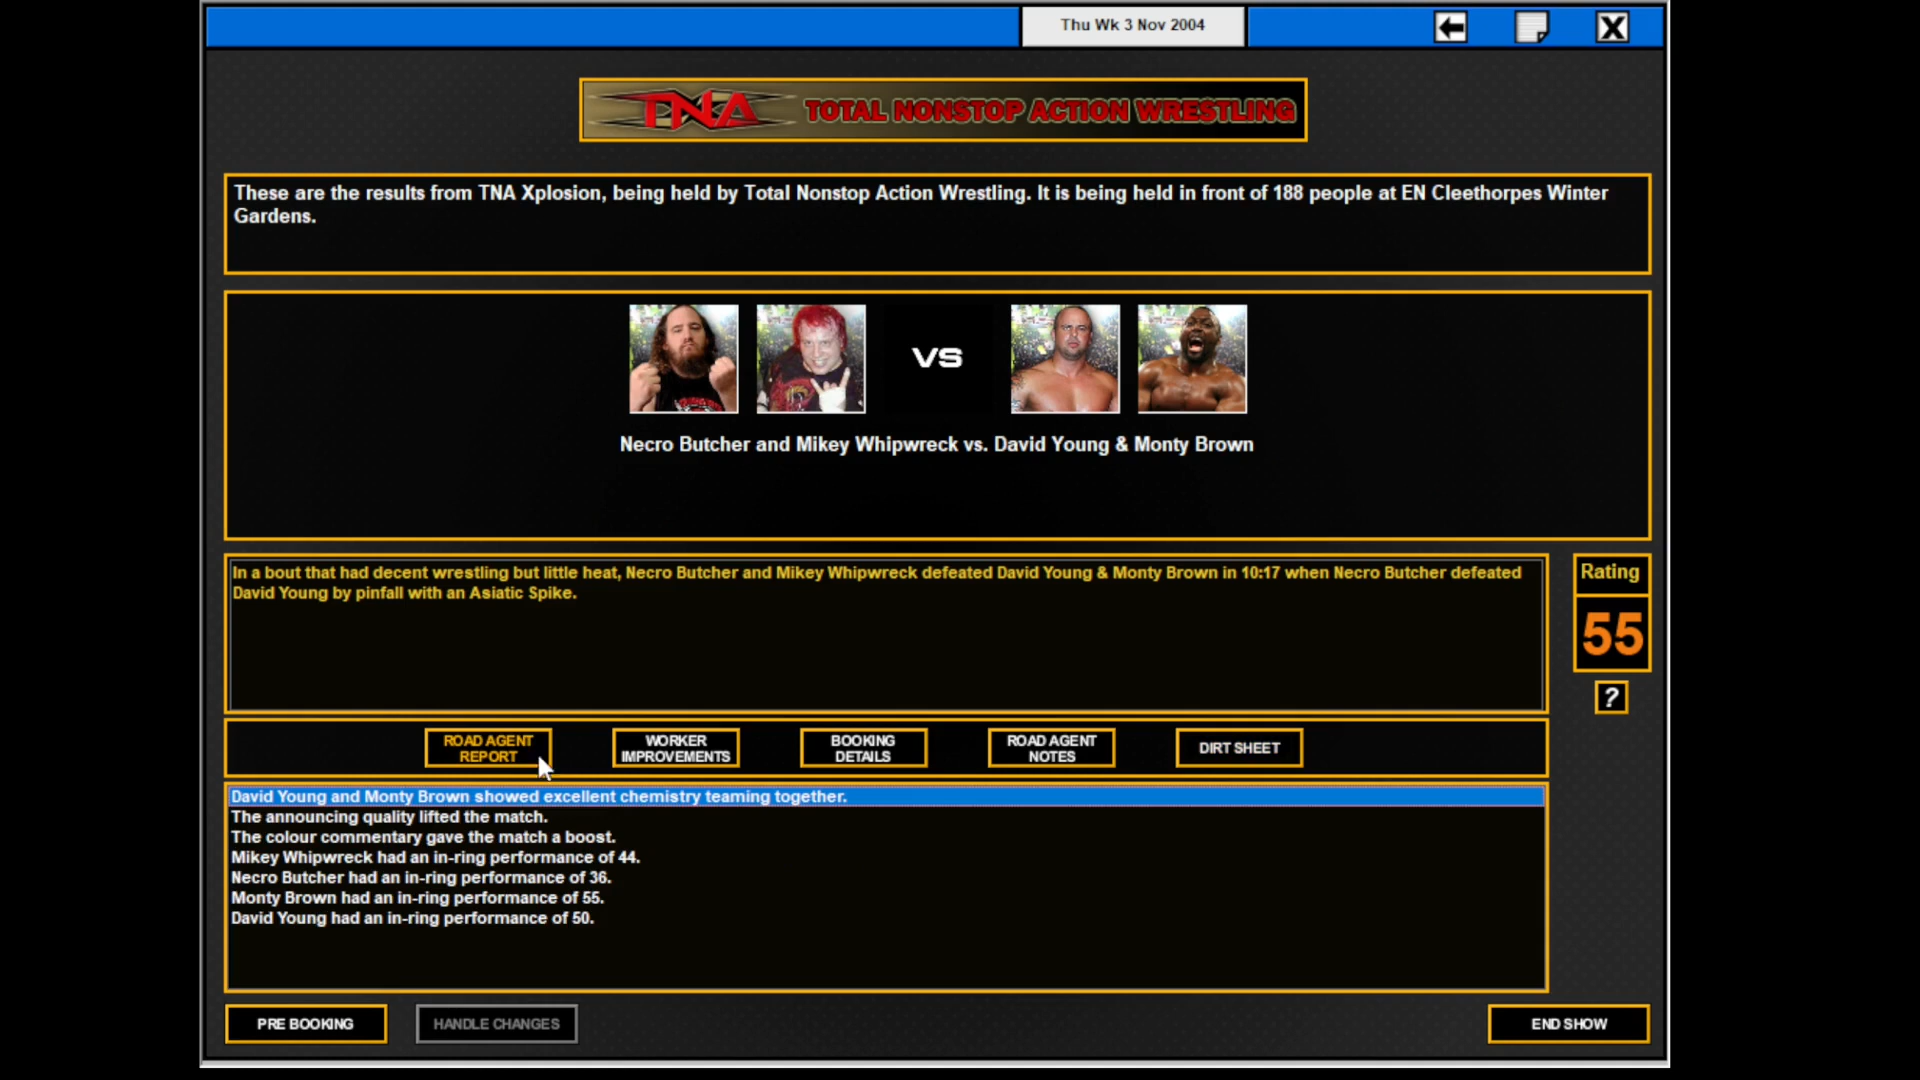 Thu Wk 3 Nov 2004
TNA TOTAL NONSTOP ACTION WRESTLING
These are the results from TNA Xplosion, being held by Total Nonstop Action Wrestling. It is being held in front of 188 people at EN Cleethorpes Winter
Gardens.
VS
Necro Butcher and Mikey Whipwreck vs. David Young & Monty Brown
In a bout that had decent wrestling but little heat, Necro Butcher and Mikey Whipwreck defeated David Young & Monty Brown in 10:17 when Necro Butcher defeated
David Young by pinfall with an Asiatic Spike.
Rating
55
?
ROAD AGENT
REPORT
WORKER
IMPROVEMENTS
BOOKING
DETAILS
ROAD AGENT
NOTES
DIRT SHEET
David Young and Monty Brown showed excellent chemistry teaming together.
The announcing quality lifted the match.
The colour commentary gave the match a boost.
Mikey Whipwreck had an in-ring performance of 44.
Necro Butcher had an in-ring performance of 36.
Monty Brown had an in-ring performance of 55.
David Young had an in-ring performance of 50.
PRE BOOKING
HANDLE CHANGES
END SHOW